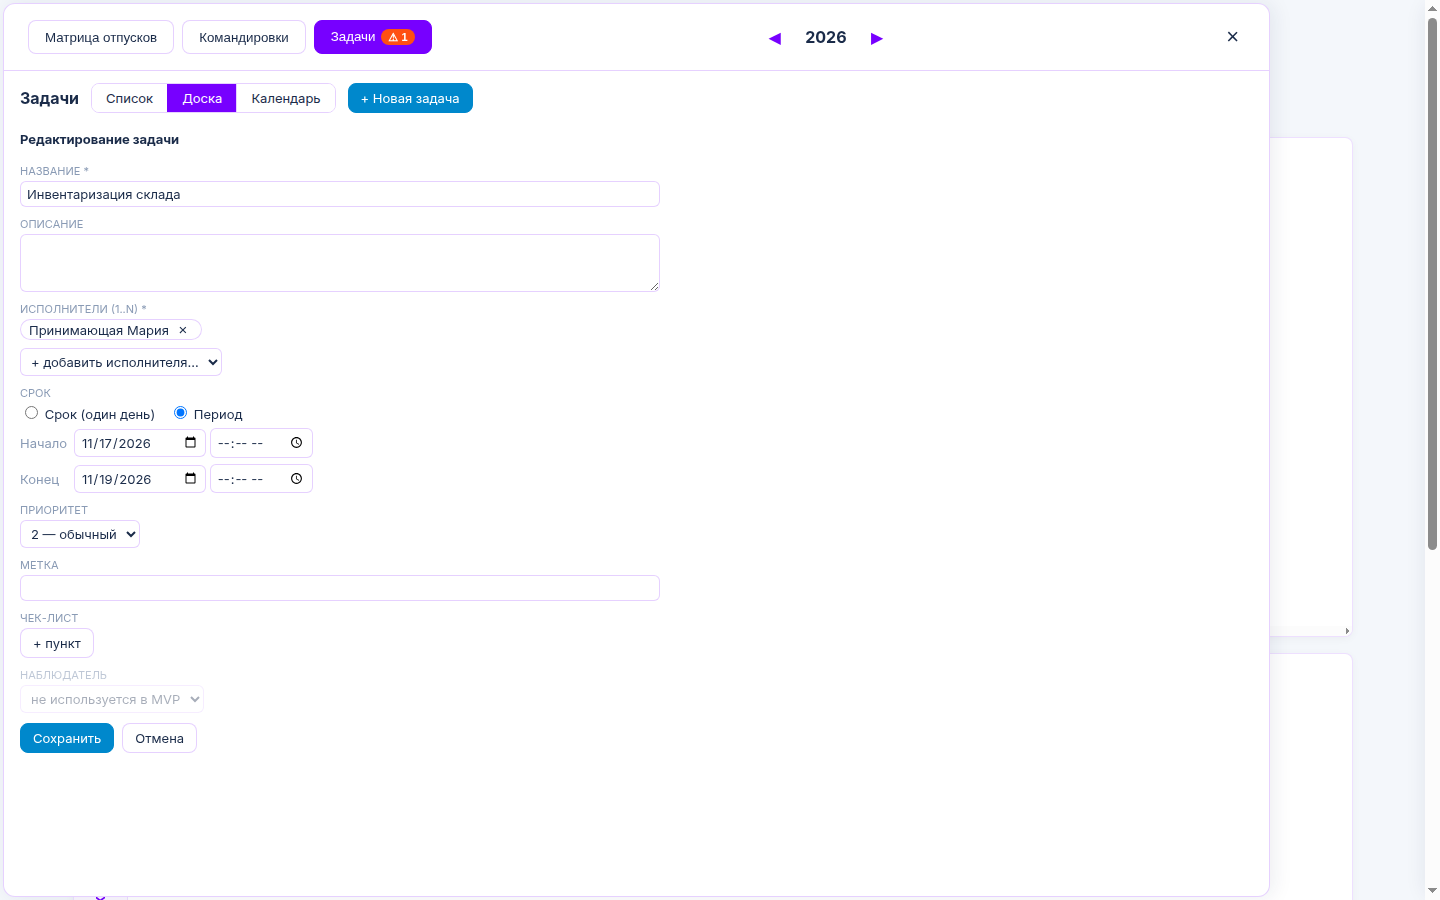 Матрица отпусков Командировки Задачи ⚠ 1 ◀ 2026 ▶ ×
Задачи Список Доска Календарь + Новая задача
Редактирование задачи
НАЗВАНИЕ *
Инвентаризация склада
ОПИСАНИЕ
ИСПОЛНИТЕЛИ (1..N) *
Принимающая Мария ×
+ добавить исполнителя...
СРОК
Срок (один день) Период
Начало 11/17/2026 --:-- --
Конец 11/19/2026 --:-- --
ПРИОРИТЕТ
2 — обычный
МЕТКА
ЧЕК-ЛИСТ
+ пункт
НАБЛЮДАТЕЛЬ
не используется в MVP
Сохранить Отмена